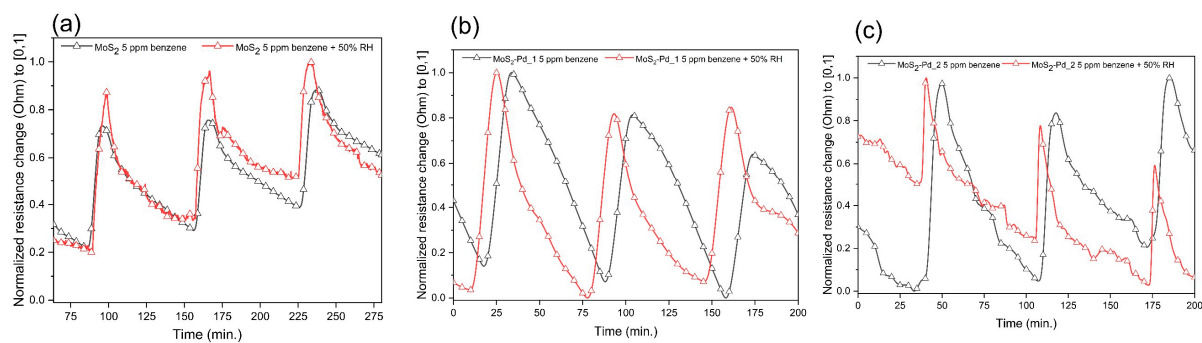 (a)
MoS2 5 ppm benzene
MoS2 5 ppm benzene + 50% RH
Normalized resistance change (Ohm) to [0,1]
1.0
0.8
0.6
0.4
0.2
0.0
75 100 125 150 175 200 225 250 275
Time (min.)
(b)
MoS2-Pd_1 5 ppm benzene
MoS2-Pd_1 5 ppm benzene + 50% RH
Normalized resistance change (Ohm) to [0,1]
1.0
0.8
0.6
0.4
0.2
0.0
0 25 50 75 100 125 150 175 200
Time (min.)
(c)
MoS2-Pd_2 5 ppm benzene
MoS2-Pd_2 5 ppm benzene + 50% RH
Normalized resistance change (Ohm) to [0,1]
1.0
0.8
0.6
0.4
0.2
0.0
0 25 50 75 100 125 150 175 200
Time (min.)